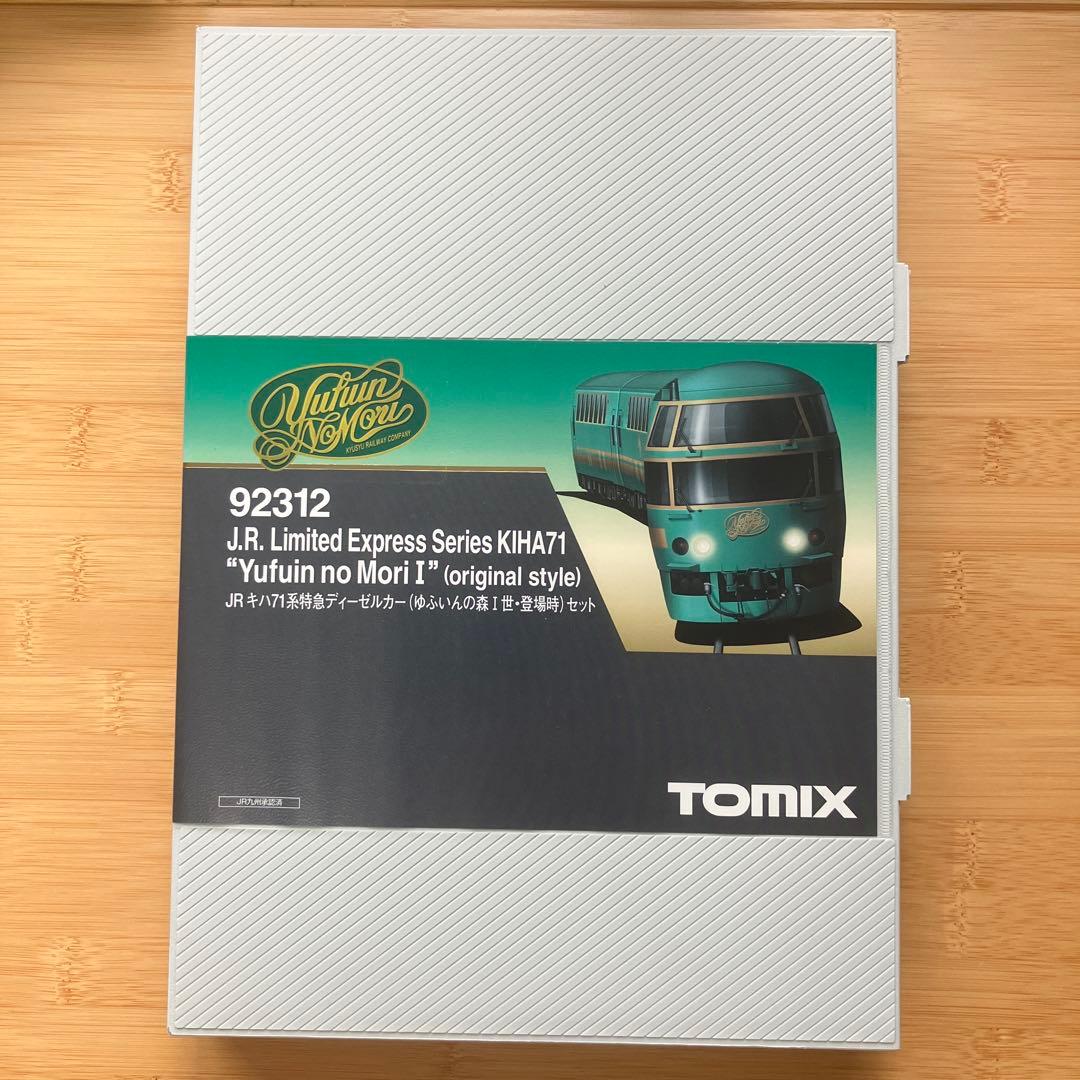 Yufuin
No Mori
KYUSYU RAILWAY COMPANY
92312
J.R. Limited Express Series KIHA71
“Yufuin no Mori I” (original style)
JR キハ71系特急ディーゼルカー(ゆふいんの森Ⅰ世・登場時)セット
JR九州承認済
TOMIX